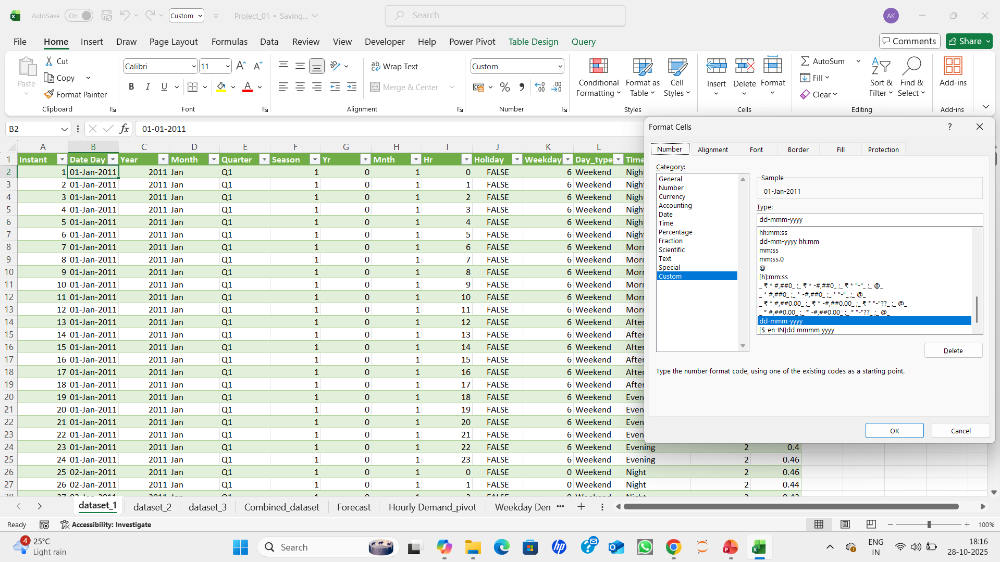 AutoSave On Custom Project_01 • Saving... Search AK
File Home Insert Draw Page Layout Formulas Data Review View Developer Help Power Pivot Table Design Query Comments Share
Paste Cut Copy Format Painter Clipboard
Calibri 11 B I U A Font
Wrap Text Merge & Center Alignment
Custom % Number
Conditional Formatting Format as Table Cell Styles Styles
Insert Delete Format Cells
AutoSum Fill Clear Sort & Filter Find & Select Editing
Add-ins Add-ins
B2 fx 01-01-2011
A B C D E F G H I J K L
1 Instant Date Day Year Month Quarter Season Yr Mnth Hr Holiday Weekday Day_type Time
2 1 01-Jan-2011 2011 Jan Q1 1 0 1 0 FALSE 6 Weekend Nigh
3 2 01-Jan-2011 2011 Jan Q1 1 0 1 1 FALSE 6 Weekend Nigh
4 3 01-Jan-2011 2011 Jan Q1 1 0 1 2 FALSE 6 Weekend Nigh
5 4 01-Jan-2011 2011 Jan Q1 1 0 1 3 FALSE 6 Weekend Nigh
6 5 01-Jan-2011 2011 Jan Q1 1 0 1 4 FALSE 6 Weekend Nigh
7 6 01-Jan-2011 2011 Jan Q1 1 0 1 5 FALSE 6 Weekend Nigh
8 7 01-Jan-2011 2011 Jan Q1 1 0 1 6 FALSE 6 Weekend Morn
9 8 01-Jan-2011 2011 Jan Q1 1 0 1 7 FALSE 6 Weekend Morn
10 9 01-Jan-2011 2011 Jan Q1 1 0 1 8 FALSE 6 Weekend Morn
11 10 01-Jan-2011 2011 Jan Q1 1 0 1 9 FALSE 6 Weekend Morn
12 11 01-Jan-2011 2011 Jan Q1 1 0 1 10 FALSE 6 Weekend Morn
13 12 01-Jan-2011 2011 Jan Q1 1 0 1 11 FALSE 6 Weekend Morn
14 13 01-Jan-2011 2011 Jan Q1 1 0 1 12 FALSE 6 Weekend After
15 14 01-Jan-2011 2011 Jan Q1 1 0 1 13 FALSE 6 Weekend After
16 15 01-Jan-2011 2011 Jan Q1 1 0 1 14 FALSE 6 Weekend After
17 16 01-Jan-2011 2011 Jan Q1 1 0 1 15 FALSE 6 Weekend After
18 17 01-Jan-2011 2011 Jan Q1 1 0 1 16 FALSE 6 Weekend After
19 18 01-Jan-2011 2011 Jan Q1 1 0 1 17 FALSE 6 Weekend After
20 19 01-Jan-2011 2011 Jan Q1 1 0 1 18 FALSE 6 Weekend Even
21 20 01-Jan-2011 2011 Jan Q1 1 0 1 19 FALSE 6 Weekend Even
22 21 01-Jan-2011 2011 Jan Q1 1 0 1 20 FALSE 6 Weekend Even
23 22 01-Jan-2011 2011 Jan Q1 1 0 1 21 FALSE 6 Weekend Even
24 23 01-Jan-2011 2011 Jan Q1 1 0 1 22 FALSE 6 Weekend Evening 2 0.4
25 24 01-Jan-2011 2011 Jan Q1 1 0 1 23 FALSE 6 Weekend Evening 2 0.46
26 25 02-Jan-2011 2011 Jan Q1 1 0 1 0 FALSE 0 Weekend Night 2 0.46
27 26 02-Jan-2011 2011 Jan Q1 1 0 1 1 FALSE 0 Weekend Night 2 0.44
Format Cells ?
Number Alignment Font Border Fill Protection
Category:
General
Number
Currency
Accounting
Date
Time
Percentage
Fraction
Scientific
Text
Special
Custom
Sample
01-Jan-2011
Type:
dd-mmm-yyyy
hh:mm:ss
dd-mm-yyyy hh:mm
mm:ss
mm:ss.0
@
[h]:mm:ss
_ ₹ * #,##0_ ;_ ₹ * -#,##0_ ;_ ₹ * "-"_ ;_ @_
_ * #,##0_ ;_ * -#,##0_ ;_ * "-"_ ;_ @_
_ ₹ * #,##0.00_ ;_ ₹ * -#,##0.00_ ;_ ₹ * "-"??_ ;_ @_
_ * #,##0.00_ ;_ * -#,##0.00_ ;_ * "-"??_ ;_ @_
dd-mmm-yyyy
[$-en-IN]dd mmmm yyyy
Delete
Type the number format code, using one of the existing codes as a starting point.
OK Cancel
dataset_1 dataset_2 dataset_3 Combined_dataset Forecast Hourly Demand_pivot Weekday Den
Ready Accessibility: Investigate 100%
4 25°C
Light rain
Search
ENG
IN
18:16
28-10-2025